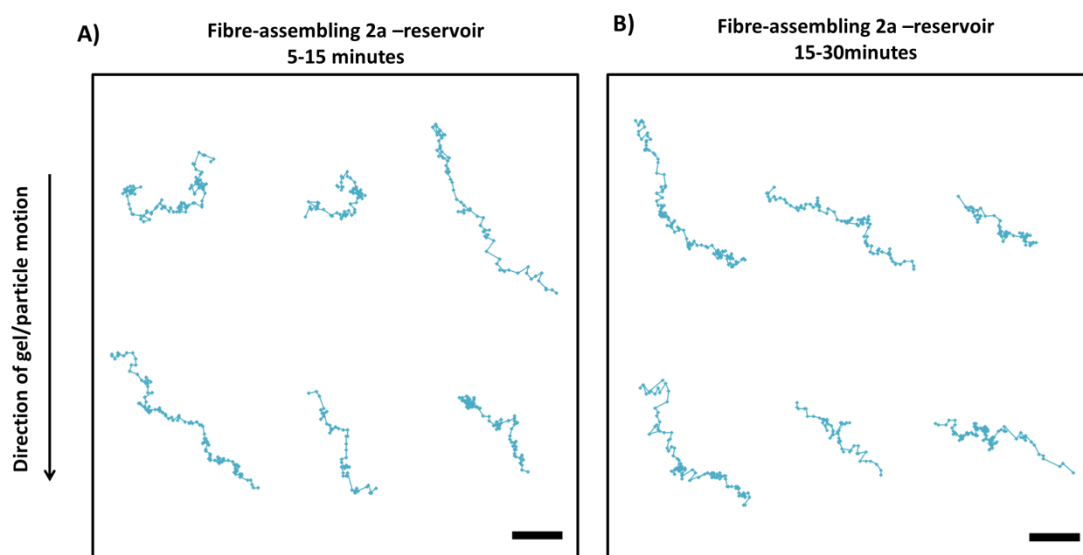 A)
Fibre-assembling 2a –reservoir
5-15 minutes
B)
Fibre-assembling 2a –reservoir
15-30minutes
Direction of gel/particle motion